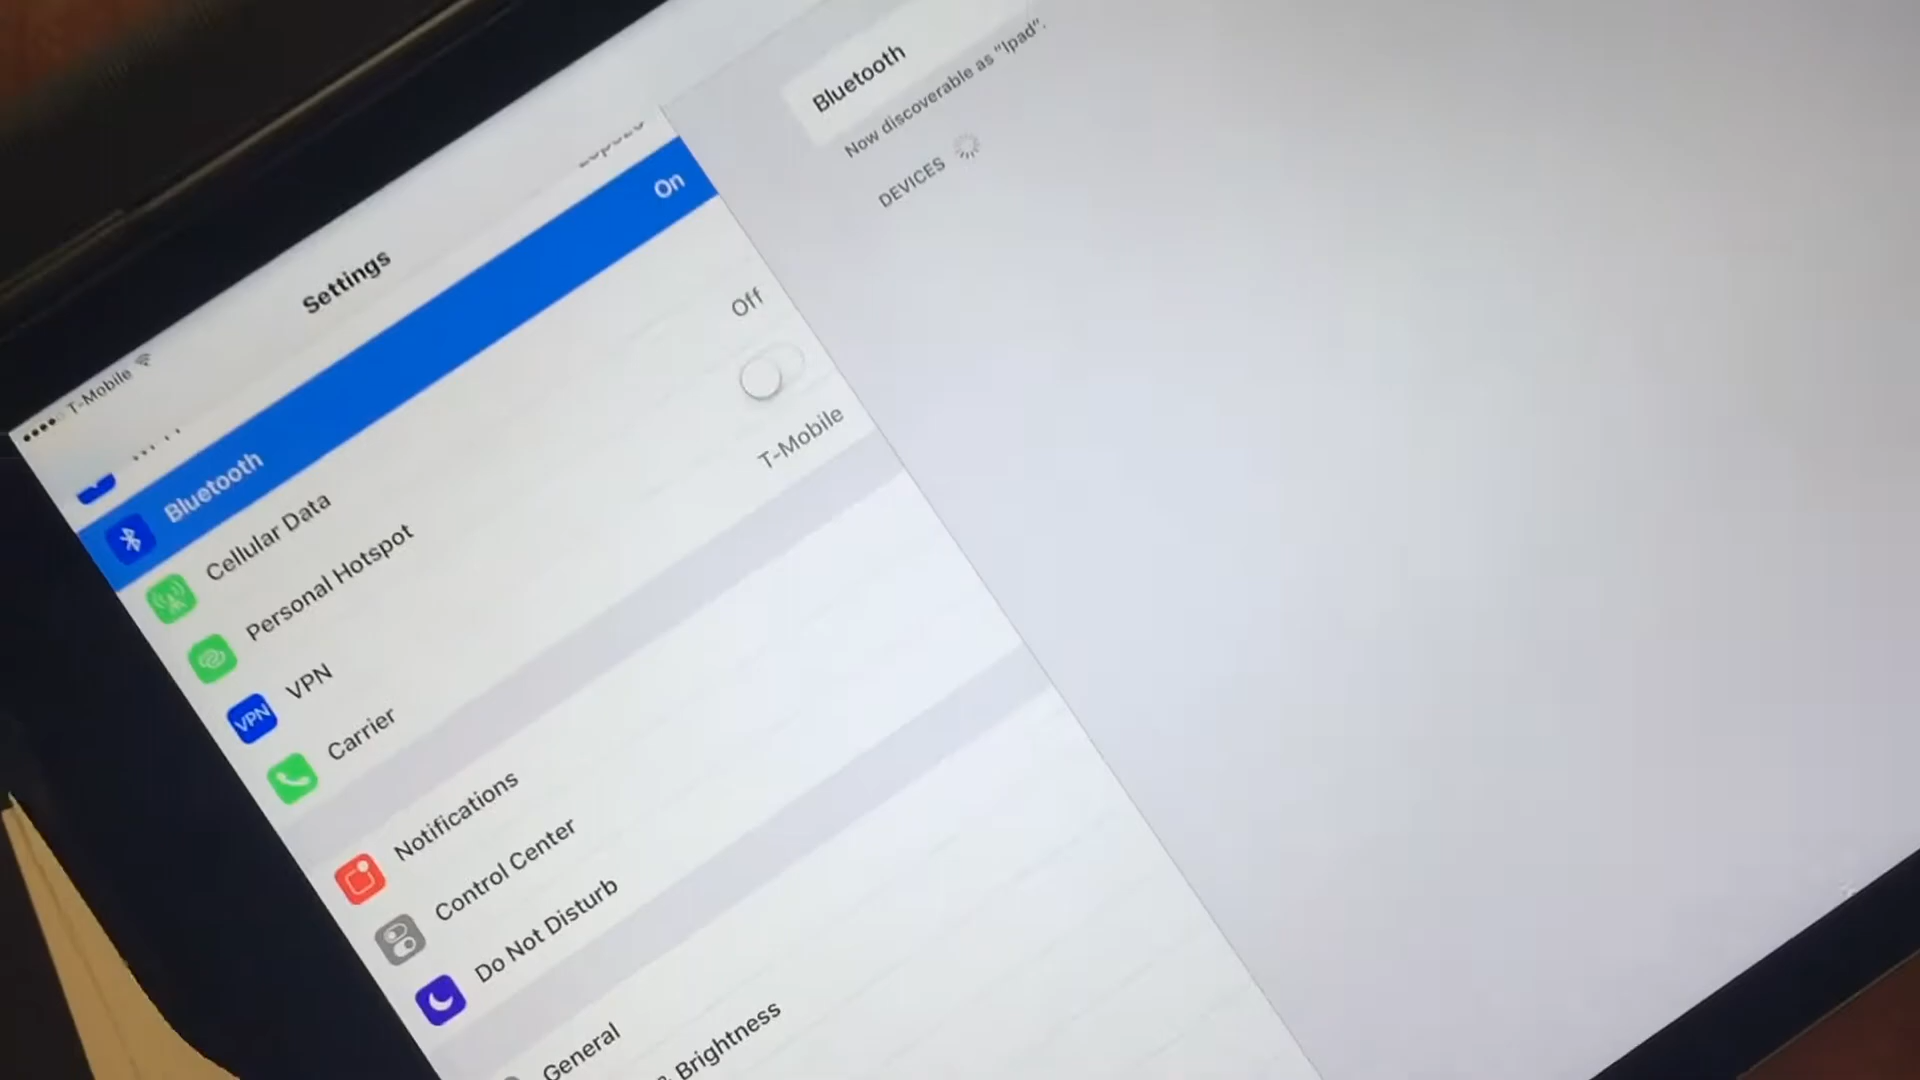 T-Mobile
Settings
Bluetooth On
Cellular Data
Personal Hotspot Off
VPN VPN
Carrier T-Mobile
Notifications
Control Center
Do Not Disturb
General
& Brightness
Bluetooth
Now discoverable as "Ipad".
DEVICES